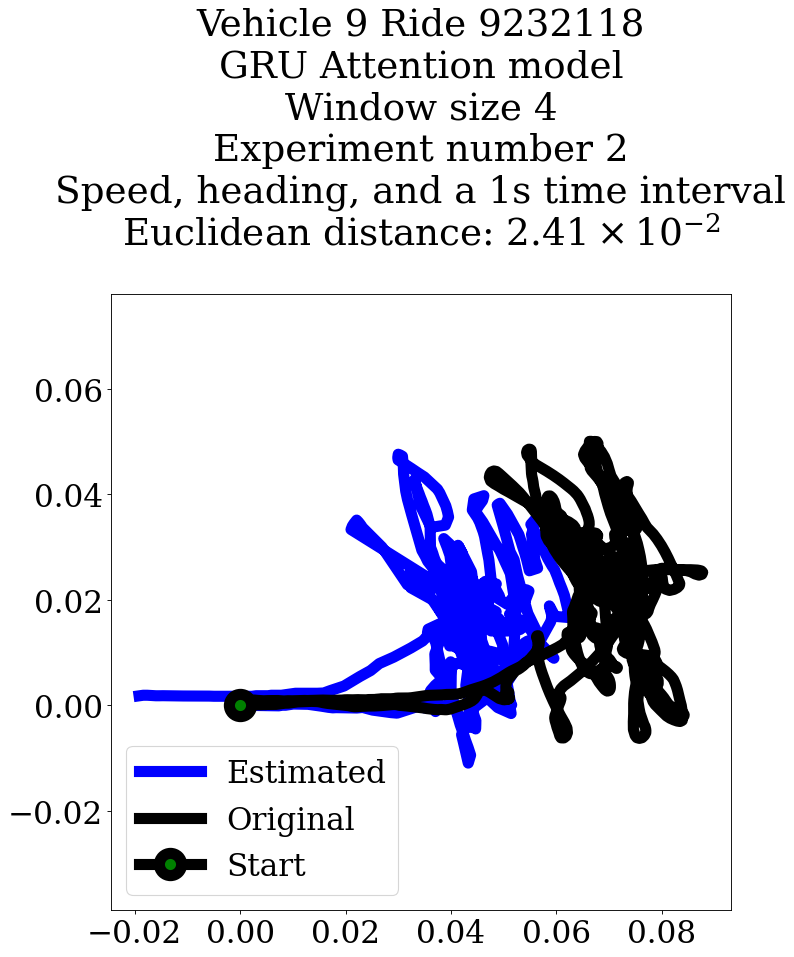 Vehicle 9 Ride 9232118
GRU Attention model
Window size 4
Experiment number 2
Speed, heading, and a 1s time interval
Euclidean distance: 2.41 × 10⁻²
0.06
0.04
0.02
0.00
−0.02
Estimated
Original
Start
−0.02 0.00 0.02 0.04 0.06 0.08